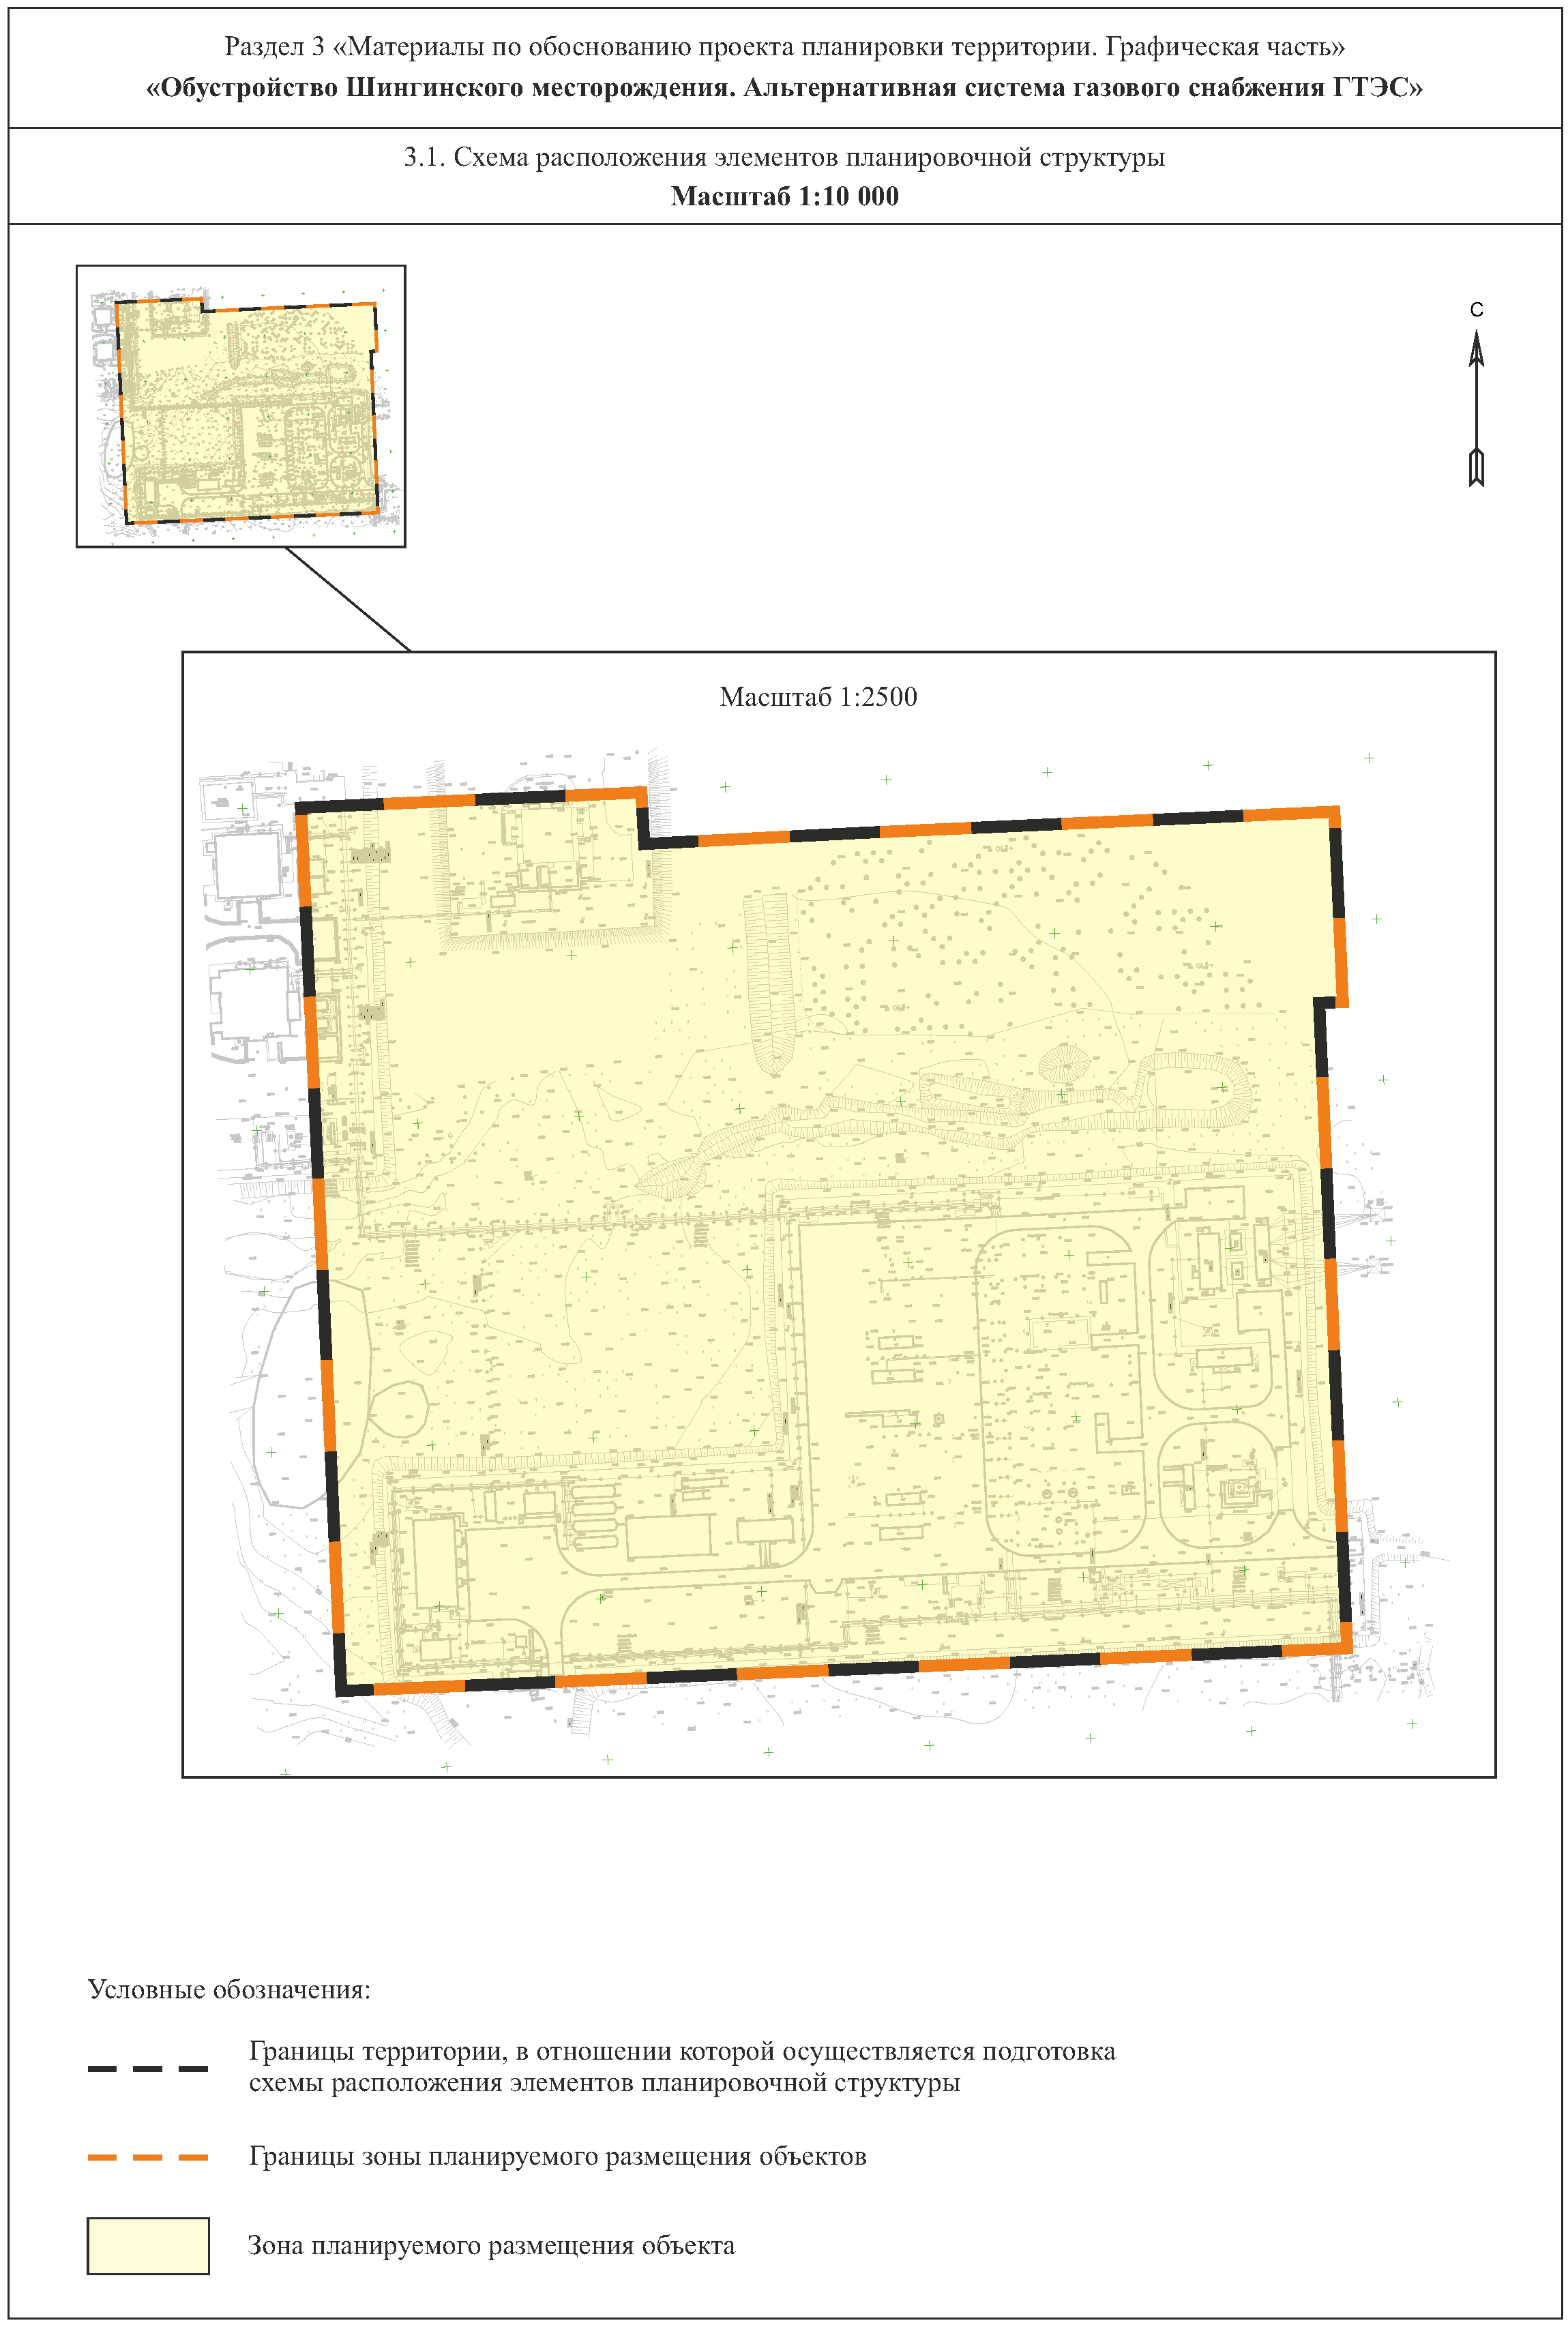 Раздел 3 «Материалы по обоснованию проекта планировки территории. Графическая часть»
«Обустройство Шингинского месторождения. Альтернативная система газового снабжения ГТЭС»
3.1. Схема расположения элементов планировочной структуры
Масштаб 1:10 000
С
Масштаб 1:2500
Условные обозначения:
Границы территории, в отношении которой осуществляется подготовка
схемы расположения элементов планировочной структуры
Границы зоны планируемого размещения объектов
Зона планируемого размещения объекта